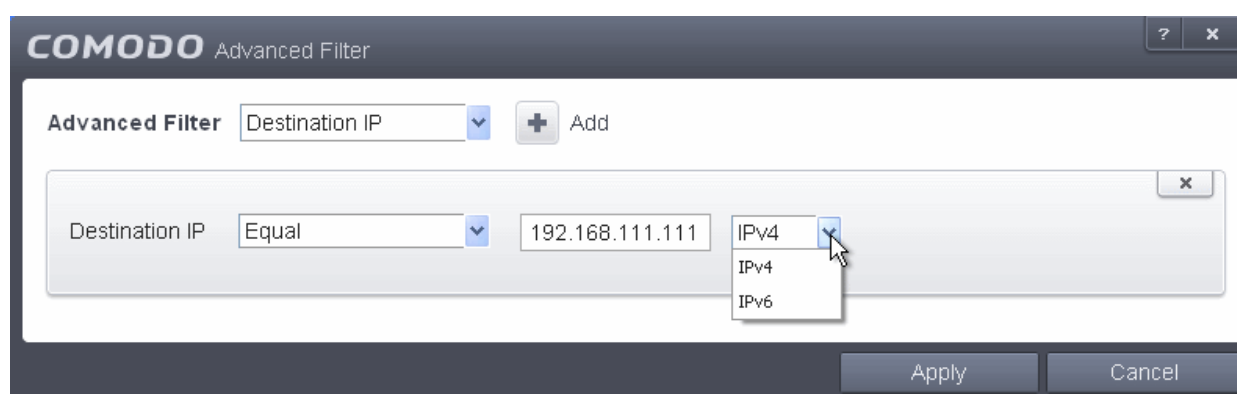 COMODO Advanced Filter ? x
Advanced Filter Destination IP + Add
x
Destination IP Equal 192.168.111.111 IPv4
IPv4
IPv6
Apply Cancel